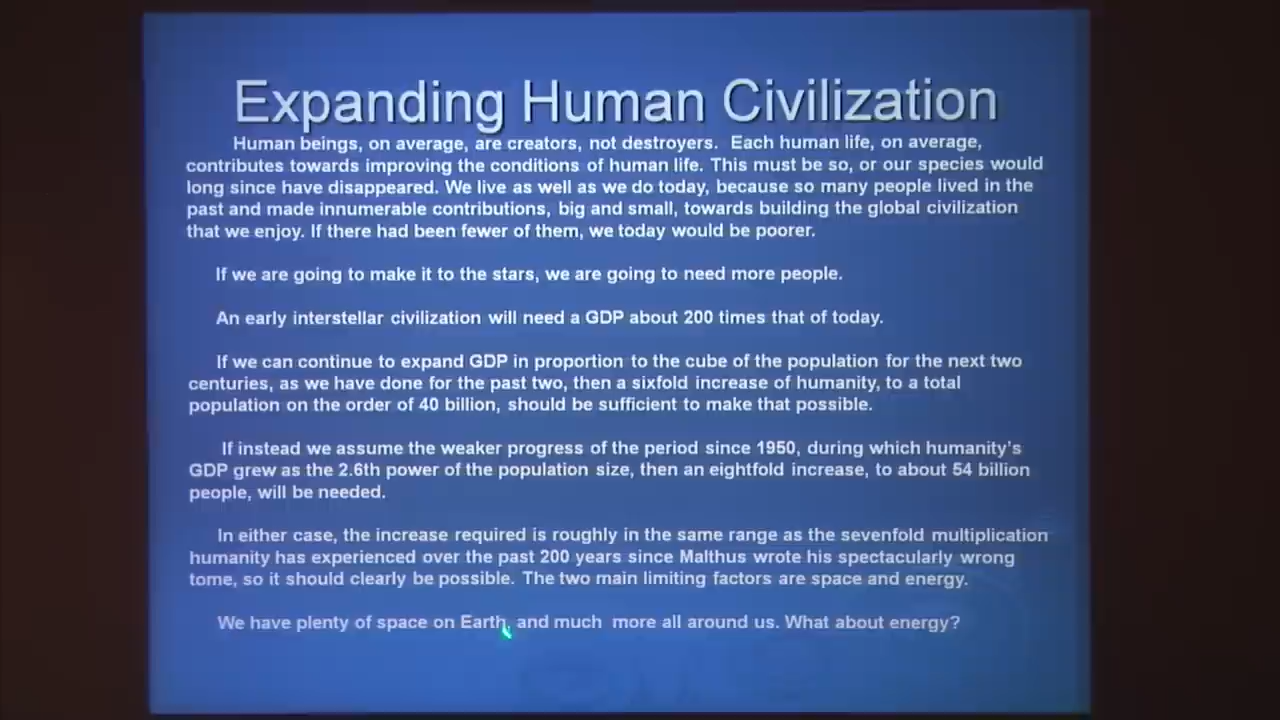 Expanding Human Civilization
Human beings, on average, are creators, not destroyers. Each human life, on average,
contributes towards improving the conditions of human life. This must be so, or our species would
long since have disappeared. We live as well as we do today, because so many people lived in the
past and made innumerable contributions, big and small, towards building the global civilization
that we enjoy. If there had been fewer of them, we today would be poorer.
If we are going to make it to the stars, we are going to need more people.
An early interstellar civilization will need a GDP about 200 times that of today.
If we can continue to expand GDP in proportion to the cube of the population for the next two
centuries, as we have done for the past two, then a sixfold increase of humanity, to a total
population on the order of 40 billion, should be sufficient to make that possible.
If instead we assume the weaker progress of the period since 1950, during which humanity's
GDP grew as the 2.6th power of the population size, then an eightfold increase, to about 54 billion
people, will be needed.
In either case, the increase required is roughly in the same range as the sevenfold multiplication
humanity has experienced over the past 200 years since Malthus wrote his spectacularly wrong
tome, so it should clearly be possible. The two main limiting factors are space and energy.
We have plenty of space on Earth, and much more all around us. What about energy?